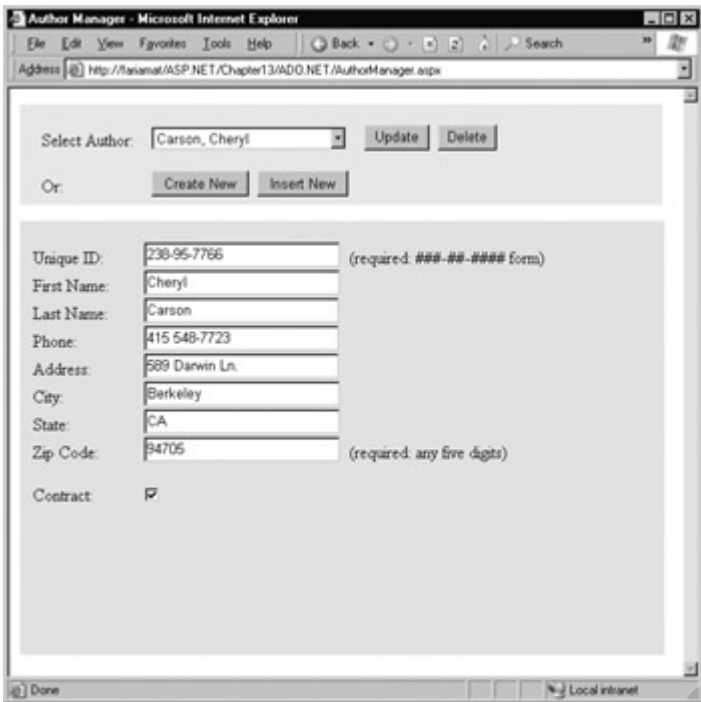 Author Manager - Microsoft Internet Explorer
File Edit View Favorites Tools Help Back Search »
Address http://fariamat/ASP.NET/Chapter13/ADO.NET/AuthorManager.aspx
Select Author: Carson, Cheryl Update Delete
Or: Create New Insert New
Unique ID: 238-95-7766 (required: ###-##-#### form)
First Name: Cheryl
Last Name: Carson
Phone: 415 548-7723
Address: 589 Darwin Ln.
City: Berkeley
State: CA
Zip Code: 94705 (required: any five digits)
Contract:
Done Local intranet